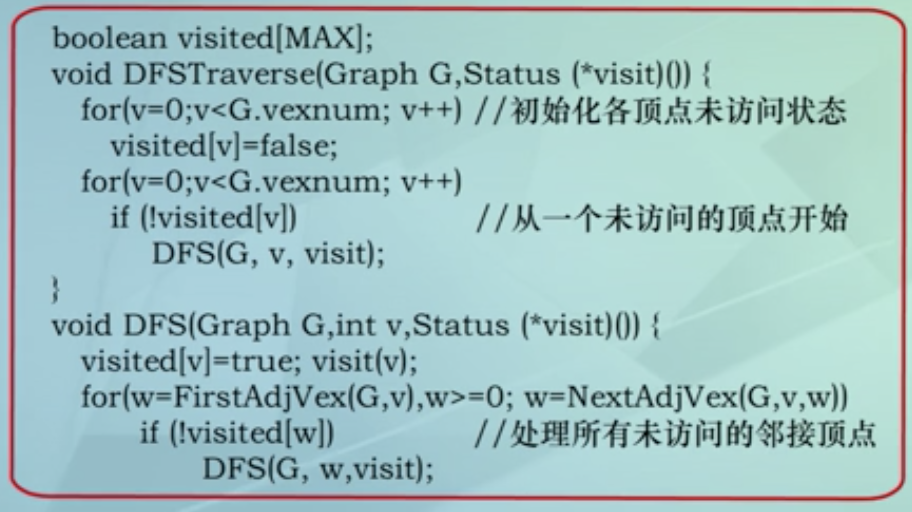 boolean visited[MAX];
void DFSTraverse(Graph G,Status (*visit)()) {
for(v=0;v<G.vexnum; v++) //初始化各顶点未访问状态
visited[v]=false;
for(v=0;v<G.vexnum; v++)
if (!visited[v]) //从一个未访问的顶点开始
DFS(G, v, visit);
}
void DFS(Graph G,int v,Status (*visit)()) {
visited[v]=true; visit(v);
for(w=FirstAdjVex(G,v),w>=0; w=NextAdjVex(G,v,w))
if (!visited[w]) //处理所有未访问的邻接顶点
DFS(G, w,visit);